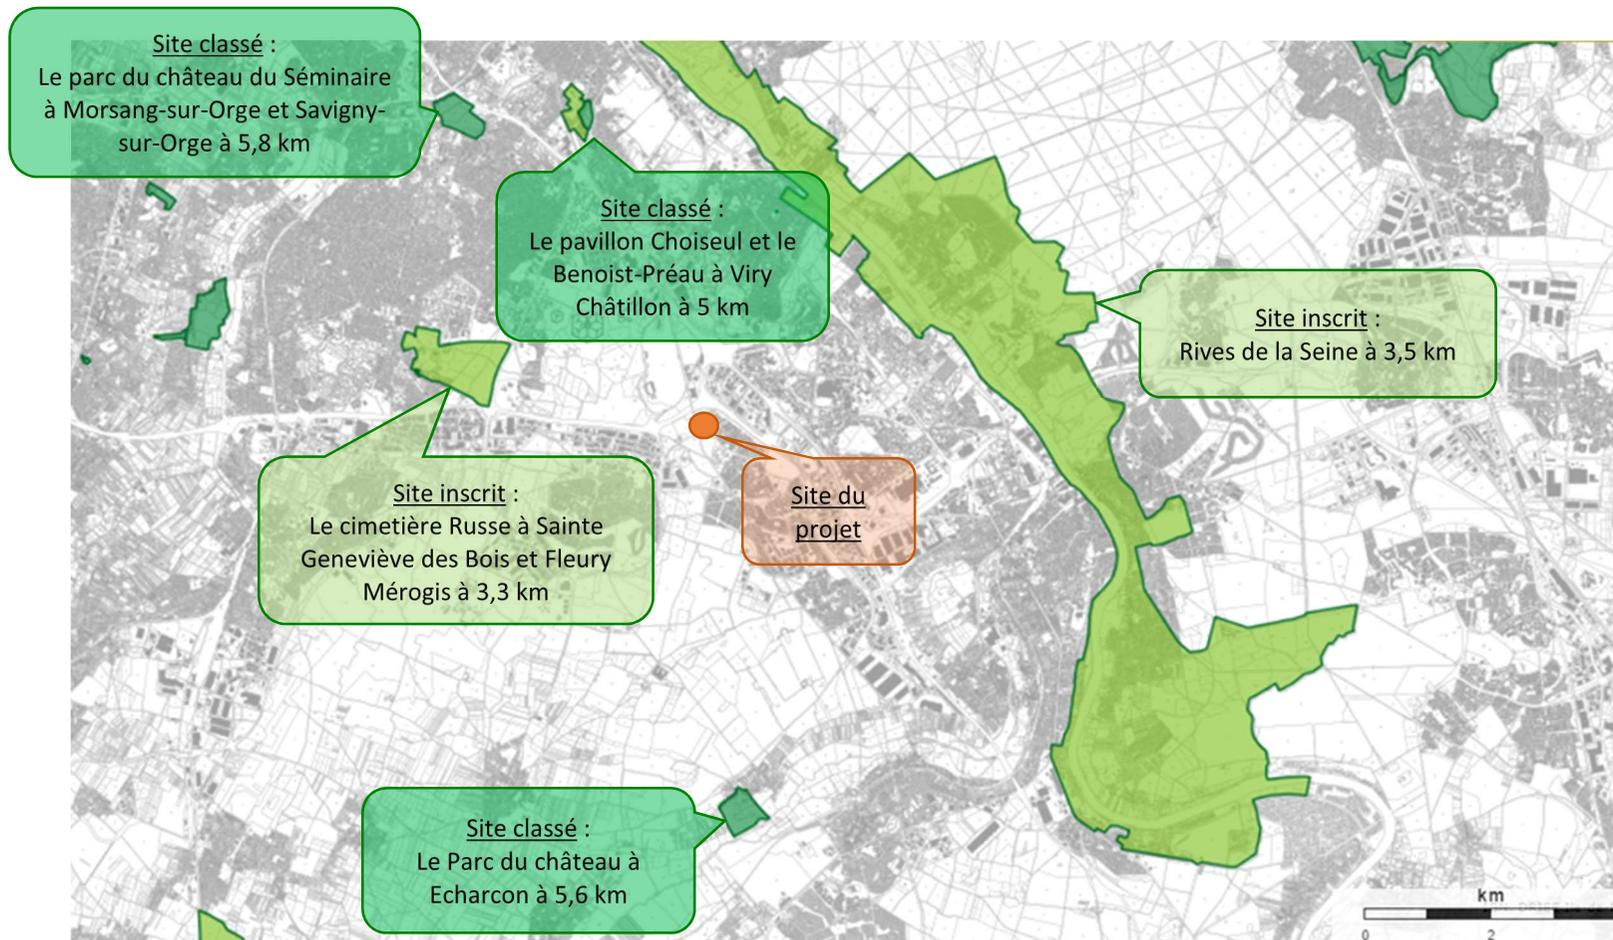 Site classé :
Le parc du château du Séminaire
à Morsang-sur-Orge et Savigny-
sur-Orge à 5,8 km
Site classé :
Le pavillon Choiseul et le
Benoist-Préau à Viry
Châtillon à 5 km
Site inscrit :
Rives de la Seine à 3,5 km
Site inscrit :
Le cimetière Russe à Sainte
Geneviève des Bois et Fleury
Mérogis à 3,3 km
Site du
projet
Site classé :
Le Parc du château à
Echarcon à 5,6 km
km
0 2